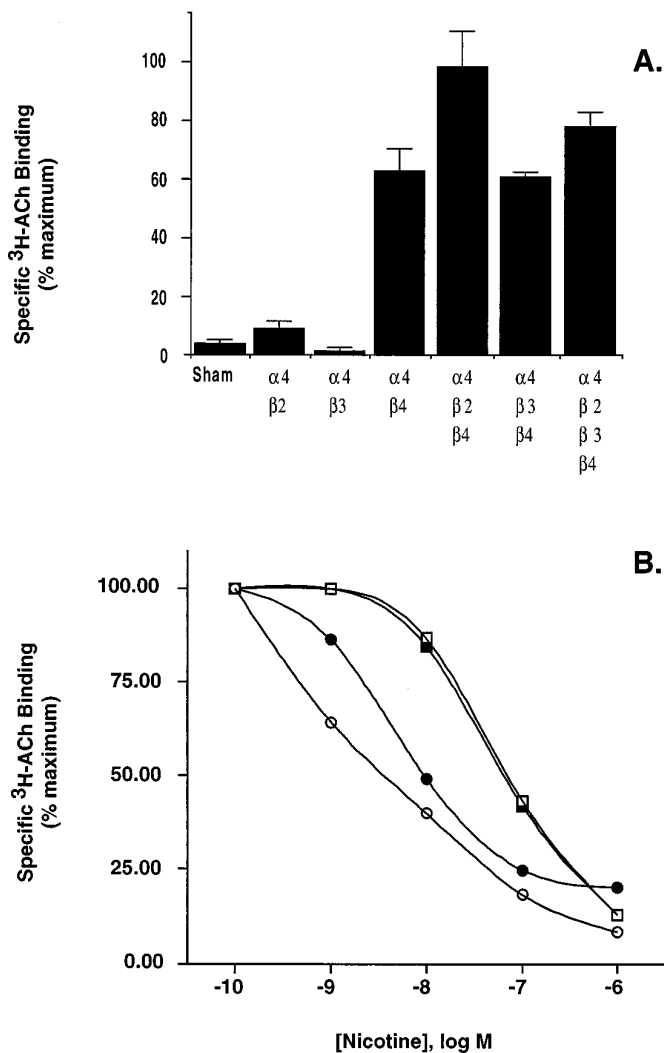 A.
Specific ³H-ACh Binding
(% maximum)
100
80
60
40
20
0
Sham
α4
β2
α4
β3
α4
β4
α4
β2
β4
α4
β3
β4
α4
β2
β3
β4
B.
Specific ³H-ACh Binding
(% maximum)
100.00
75.00
50.00
25.00
0.00
-10 -9 -8 -7 -6
[Nicotine], log M